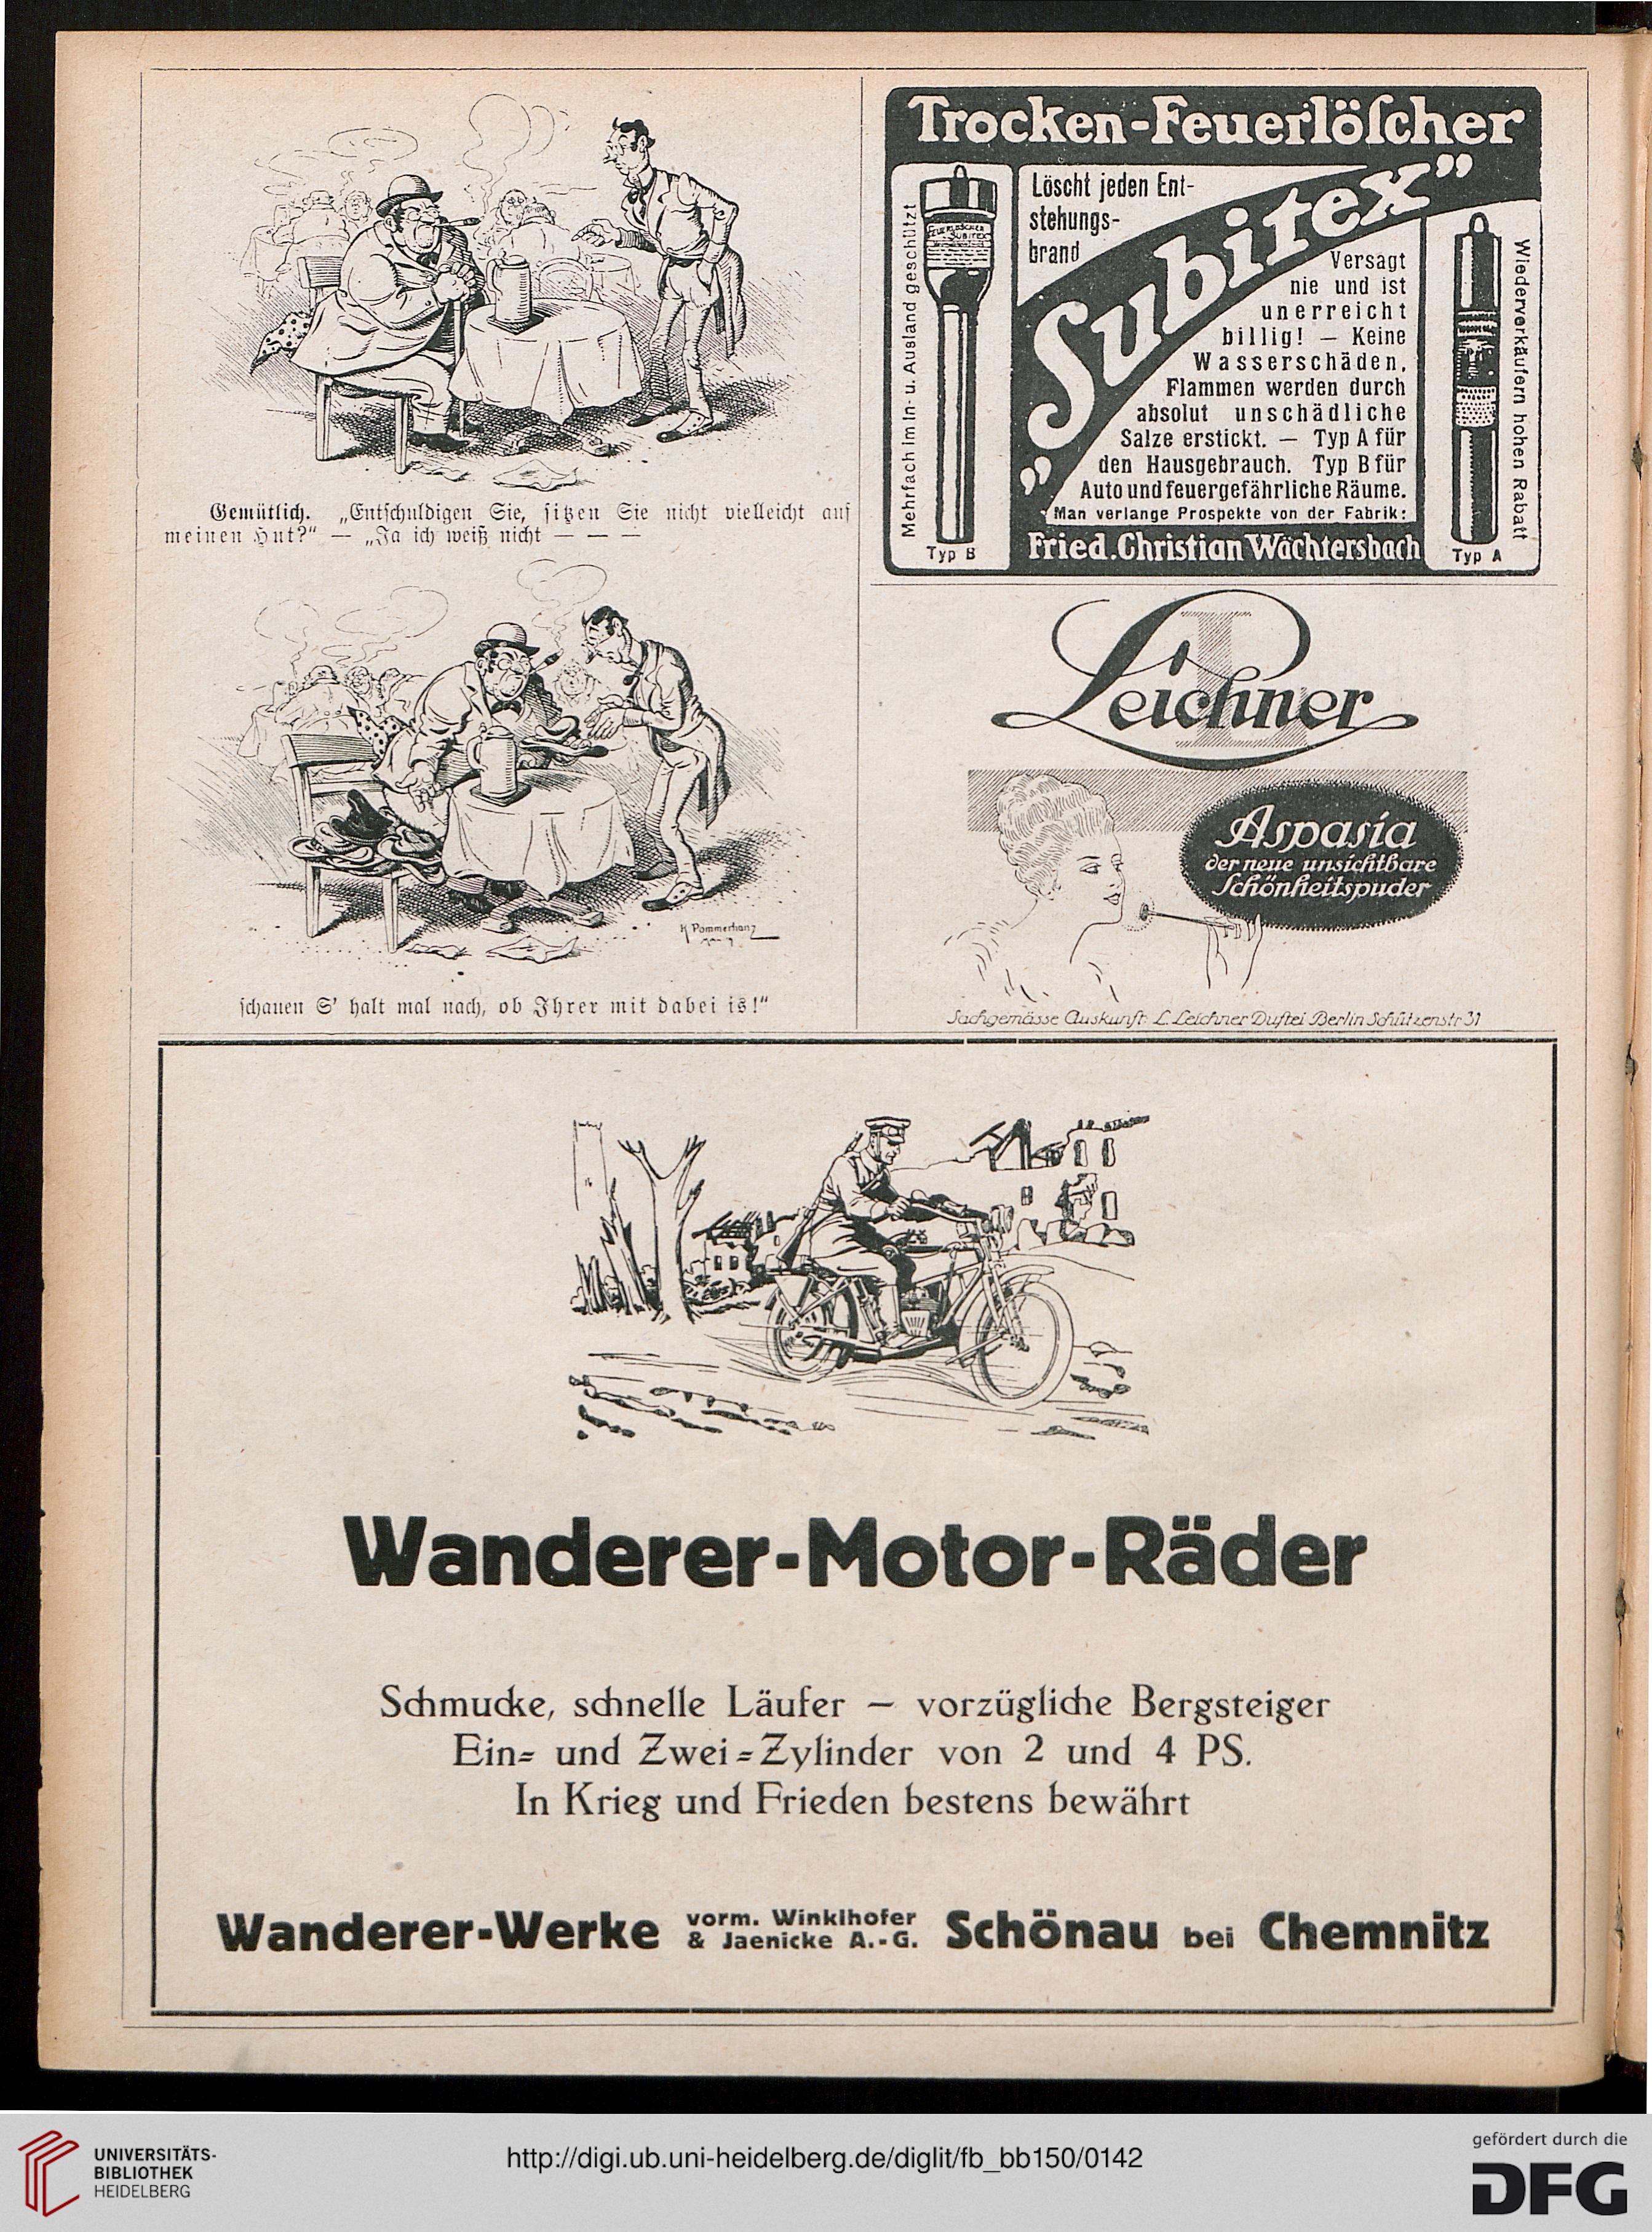 Gemütlich. „Entschuldigen Sie, sitzen Sie nicht vielleicht auf
meinen Hut?“ — „Ja ich weiß nicht — — —
K Pommerhanz
schauen S' halt mal nach, ob Ihrer mit dabei is!“
Trocken-Feuerlöſcher
„Subitex”
Löscht jeden Ent-
stehungs-
brand
Mehrfach im In- u. Ausland geschützt
FEUERLÖSCHER
SUBITEX
Typ B
Versagt
nie und ist
unerreicht
billig! — Keine
Wasserschäden,
Flammen werden durch
absolut unschädliche
Salze erstickt. — Typ A für
den Hausgebrauch. Typ B für
Auto und feuergefährliche Räume.
Man verlange Prospekte von der Fabrik:
Fried. Christian Wächtersbach
Wiederverkäufern hohen Rabatt
Typ A
L
Leichner
Aspasia
der neue unsichtbare
Schönheitspuder
Sachgemässe Auskunft L. Leichner Duftei Berlin Schützenstr 31
Wanderer-Motor-Räder
Schmucke, schnelle Läufer — vorzügliche Bergsteiger
Ein- und Zwei-Zylinder von 2 und 4 PS.
In Krieg und Frieden bestens bewährt
Wanderer-Werke vorm. Winklhofer & Jaenicke A.-G. Schönau bei Chemnitz
UNIVERSITÄTS-
BIBLIOTHEK
HEIDELBERG
http://digi.ub.uni-heidelberg.de/diglit/fb_bb150/0142
gefördert durch die
DFG